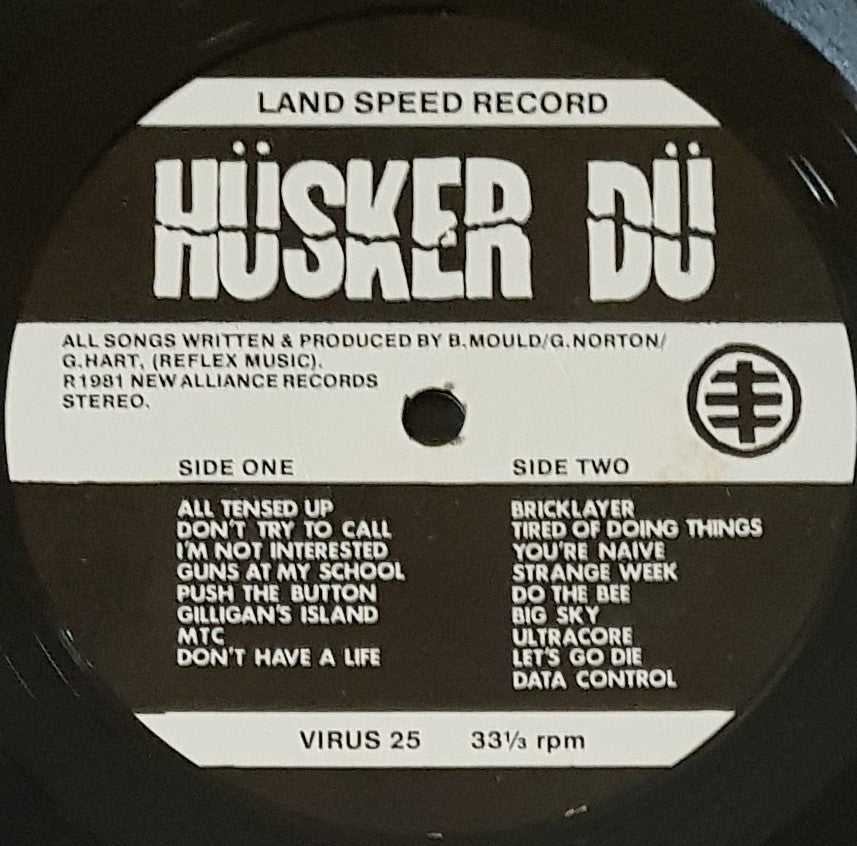 LAND SPEED RECORD
HÜSKER DÜ
ALL SONGS WRITTEN & PRODUCED BY B.MOULD/G.NORTON/
G.HART, (REFLEX MUSIC).
R1981 NEW ALLIANCE RECORDS
STEREO.
SIDE ONE
ALL TENSED UP
DON'T TRY TO CALL
I'M NOT INTERESTED
GUNS AT MY SCHOOL
PUSH THE BUTTON
GILLIGAN'S ISLAND
MTC
DON'T HAVE A LIFE
SIDE TWO
BRICKLAYER
TIRED OF DOING THINGS
YOU'RE NAIVE
STRANGE WEEK
DO THE BEE
BIG SKY
ULTRACORE
LET'S GO DIE
DATA CONTROL
VIRUS 25 33⅓ rpm